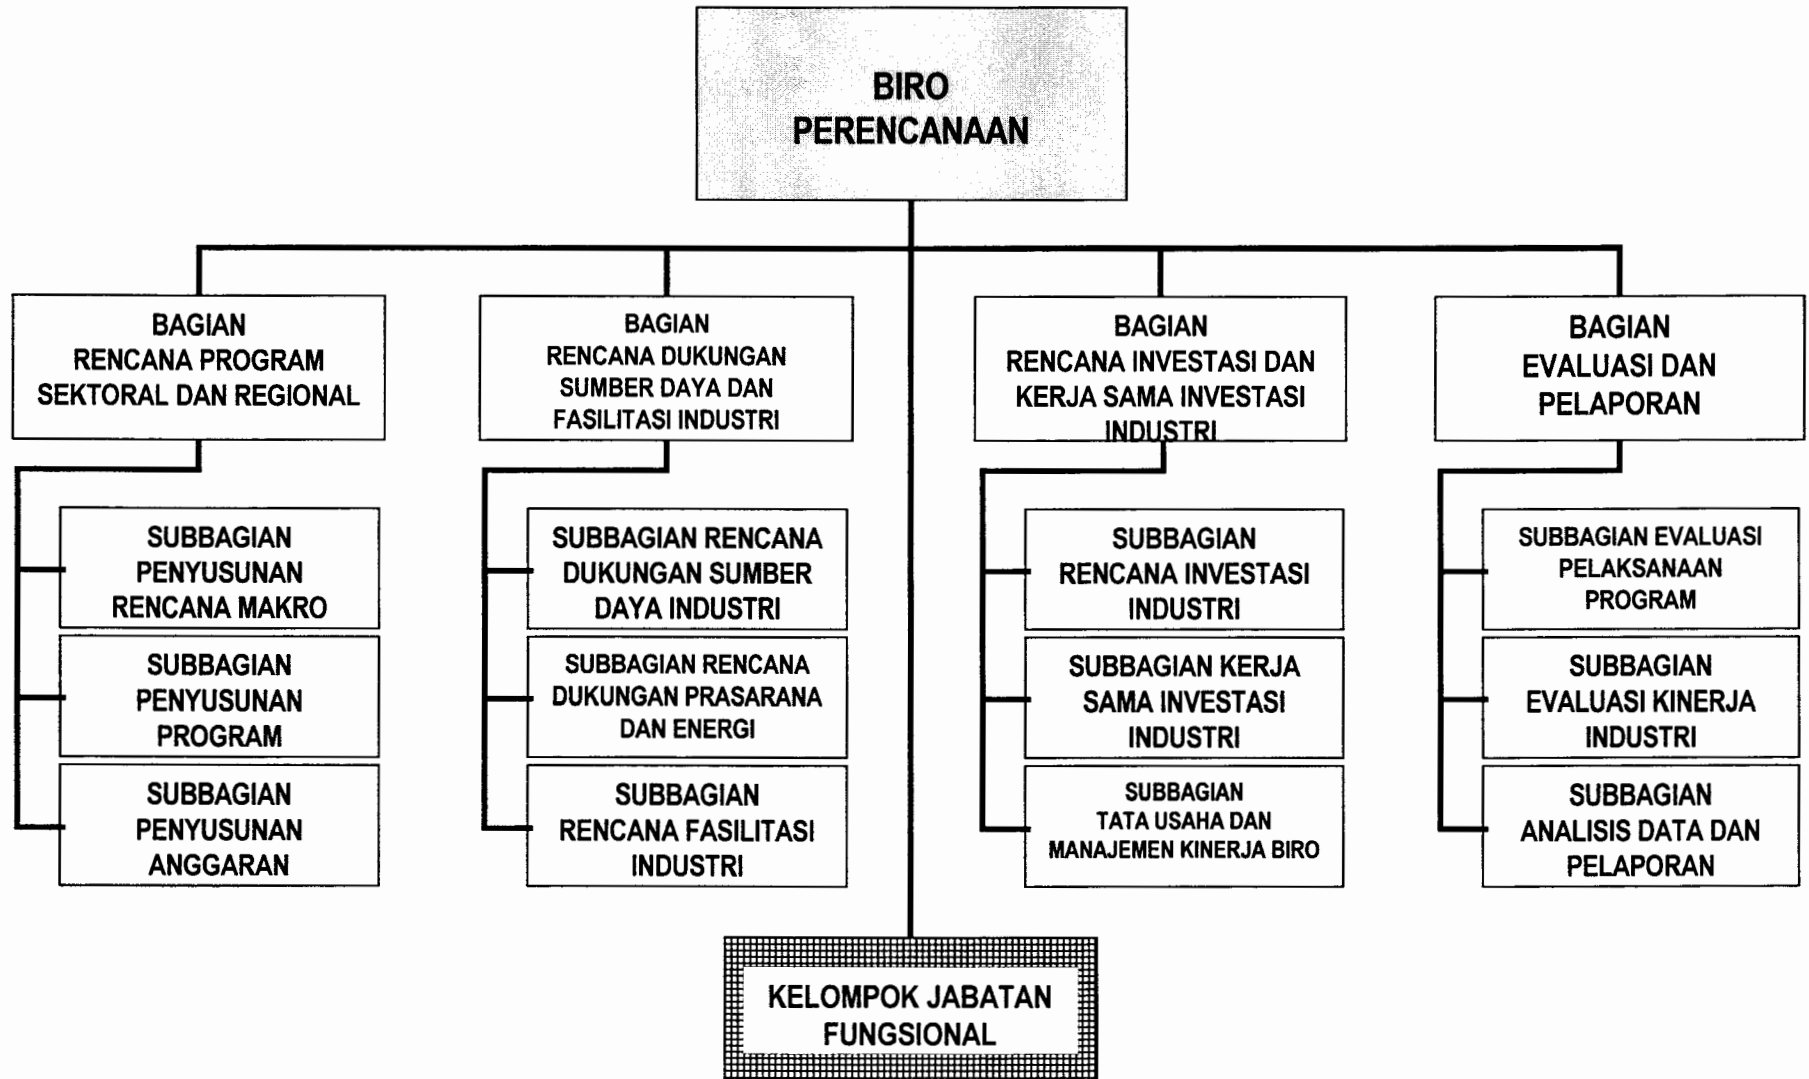 BIRO
PERENCANAAN
BAGIAN
RENCANA PROGRAM
SEKTORAL DAN REGIONAL
BAGIAN
RENCANA DUKUNGAN
SUMBER DAYA DAN
FASILITASI INDUSTRI
BAGIAN
RENCANA INVESTASI DAN
KERJA SAMA INVESTASI
INDUSTRI
BAGIAN
EVALUASI DAN
PELAPORAN
SUBBAGIAN
PENYUSUNAN
RENCANA MAKRO
SUBBAGIAN
PENYUSUNAN
PROGRAM
SUBBAGIAN
PENYUSUNAN
ANGGARAN
SUBBAGIAN RENCANA
DUKUNGAN SUMBER
DAYA INDUSTRI
SUBBAGIAN RENCANA
DUKUNGAN PRASARANA
DAN ENERGI
SUBBAGIAN
RENCANA FASILITASI
INDUSTRI
SUBBAGIAN
RENCANA INVESTASI
INDUSTRI
SUBBAGIAN KERJA
SAMA INVESTASI
INDUSTRI
SUBBAGIAN
TATA USAHA DAN
MANAJEMEN KINERJA BIRO
SUBBAGIAN EVALUASI
PELAKSANAAN
PROGRAM
SUBBAGIAN
EVALUASI KINERJA
INDUSTRI
SUBBAGIAN
ANALISIS DATA DAN
PELAPORAN
KELOMPOK JABATAN
FUNGSIONAL